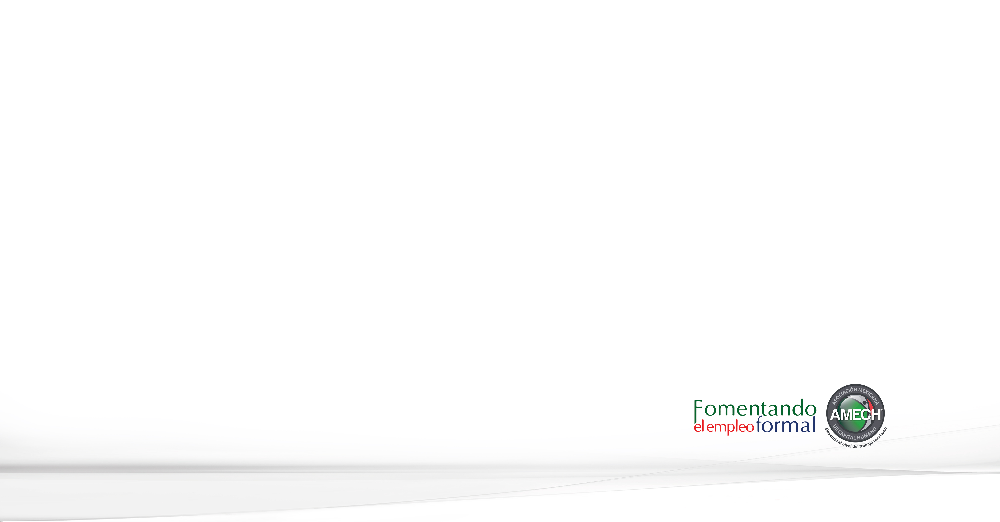 Fomentando
el empleo formal
ASOCIACIÓN MEXICANA
AMECH®
DE CAPITAL HUMANO
Elevando el nivel del trabajo mexicano